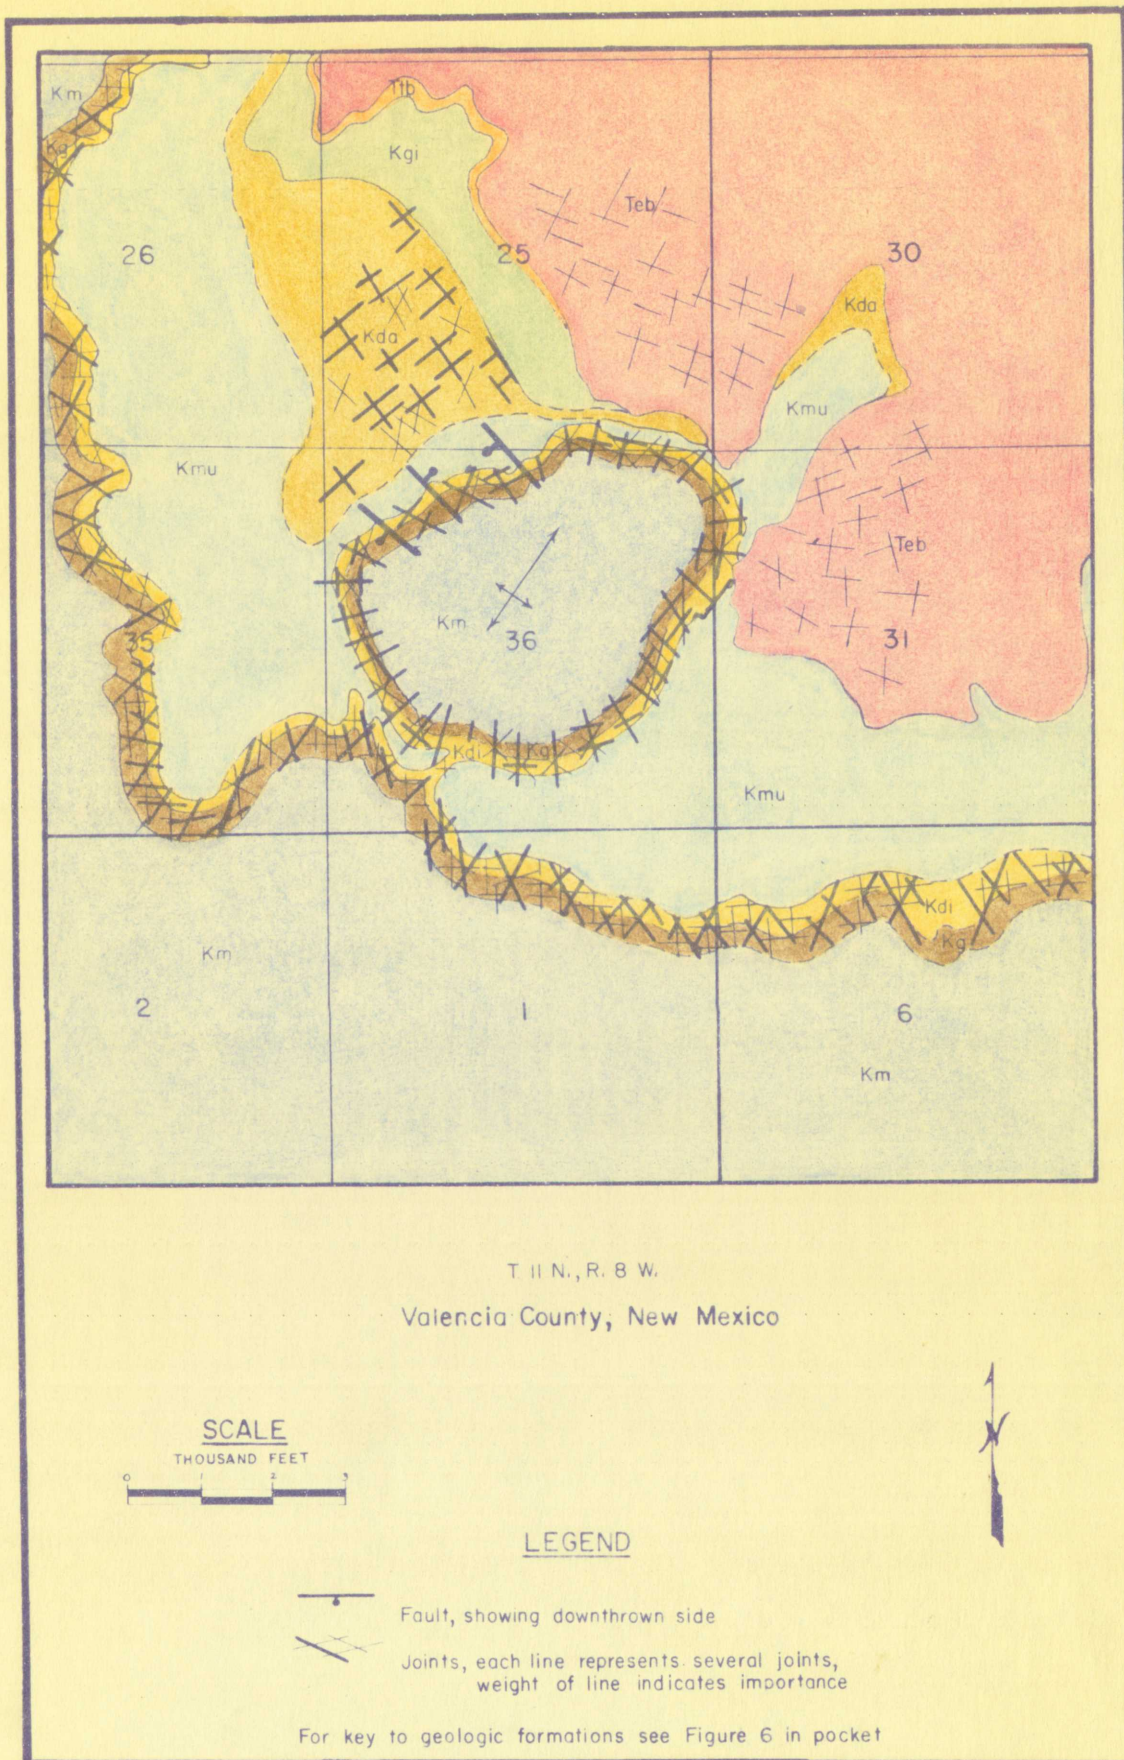 Km
Ttb
Kg
Kgi
Teb
26
25
30
Kda
Kda
Kmu
Kmu
Teb
Km
35
36
31
Kdi
Kg
Kmu
Kdi
Kg
Km
2
1
6
Km
T. 11 N., R. 8 W.
Valencia County, New Mexico
N
SCALE
THOUSAND FEET
0 1 2 3
LEGEND
Fault, showing downthrown side
Joints, each line represents several joints,
weight of line indicates importance
For key to geologic formations see Figure 6 in pocket